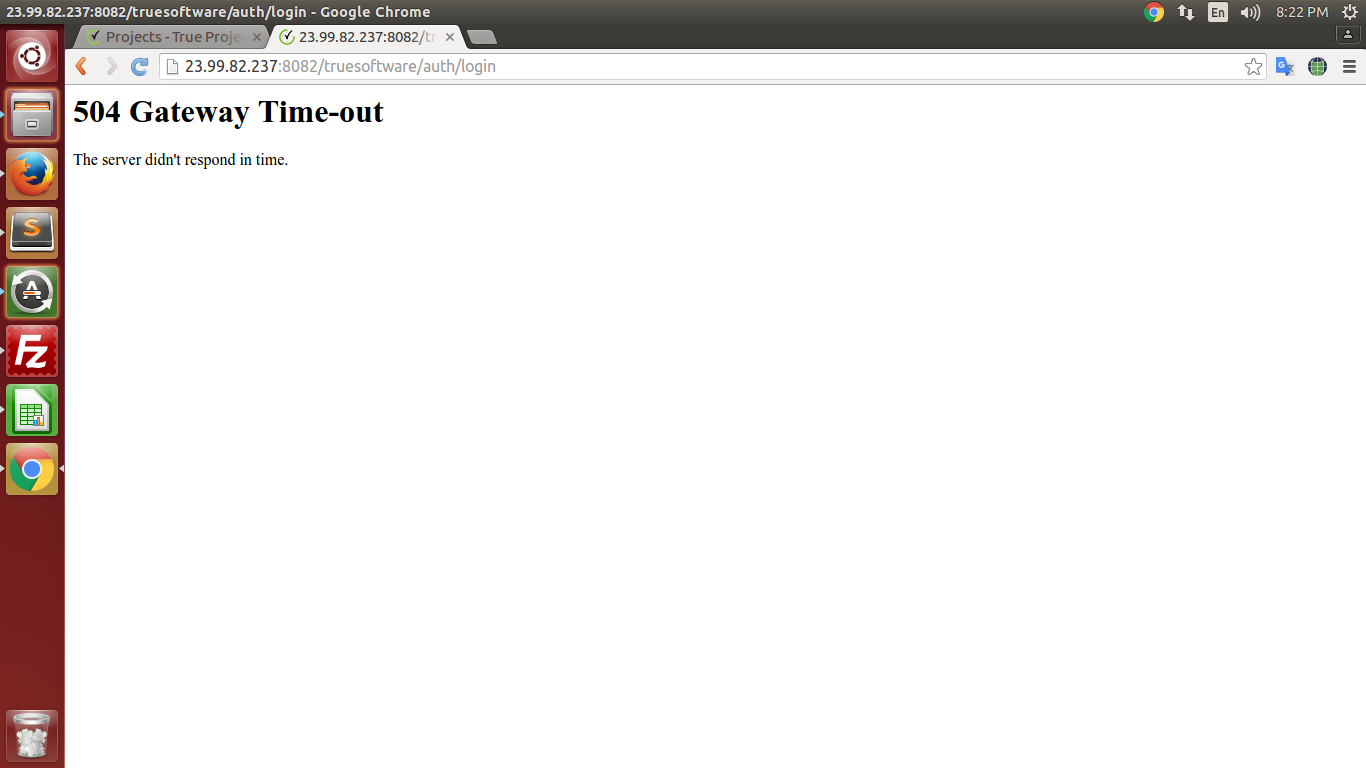 23.99.82.237:8082/truesoftware/auth/login - Google Chrome
En
8:22 PM
Projects - True Proje
23.99.82.237:8082/tr
23.99.82.237:8082/truesoftware/auth/login
504 Gateway Time-out
The server didn't respond in time.
S
A
Fz